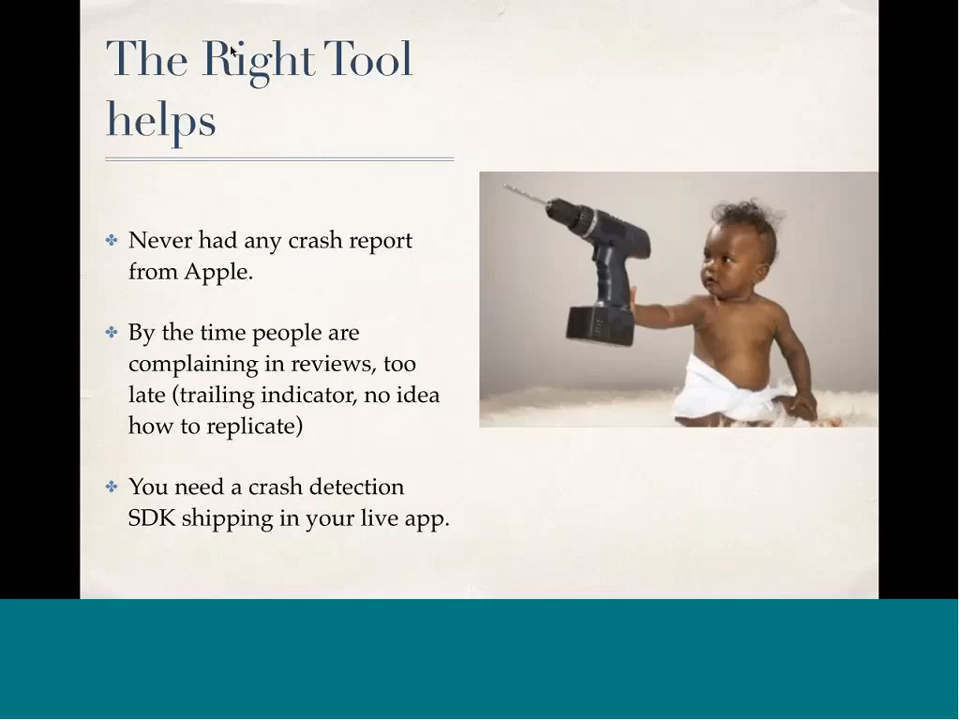 The Right Tool
helps
Never had any crash report
from Apple.
By the time people are
complaining in reviews, too
late (trailing indicator, no idea
how to replicate)
You need a crash detection
SDK shipping in your live app.